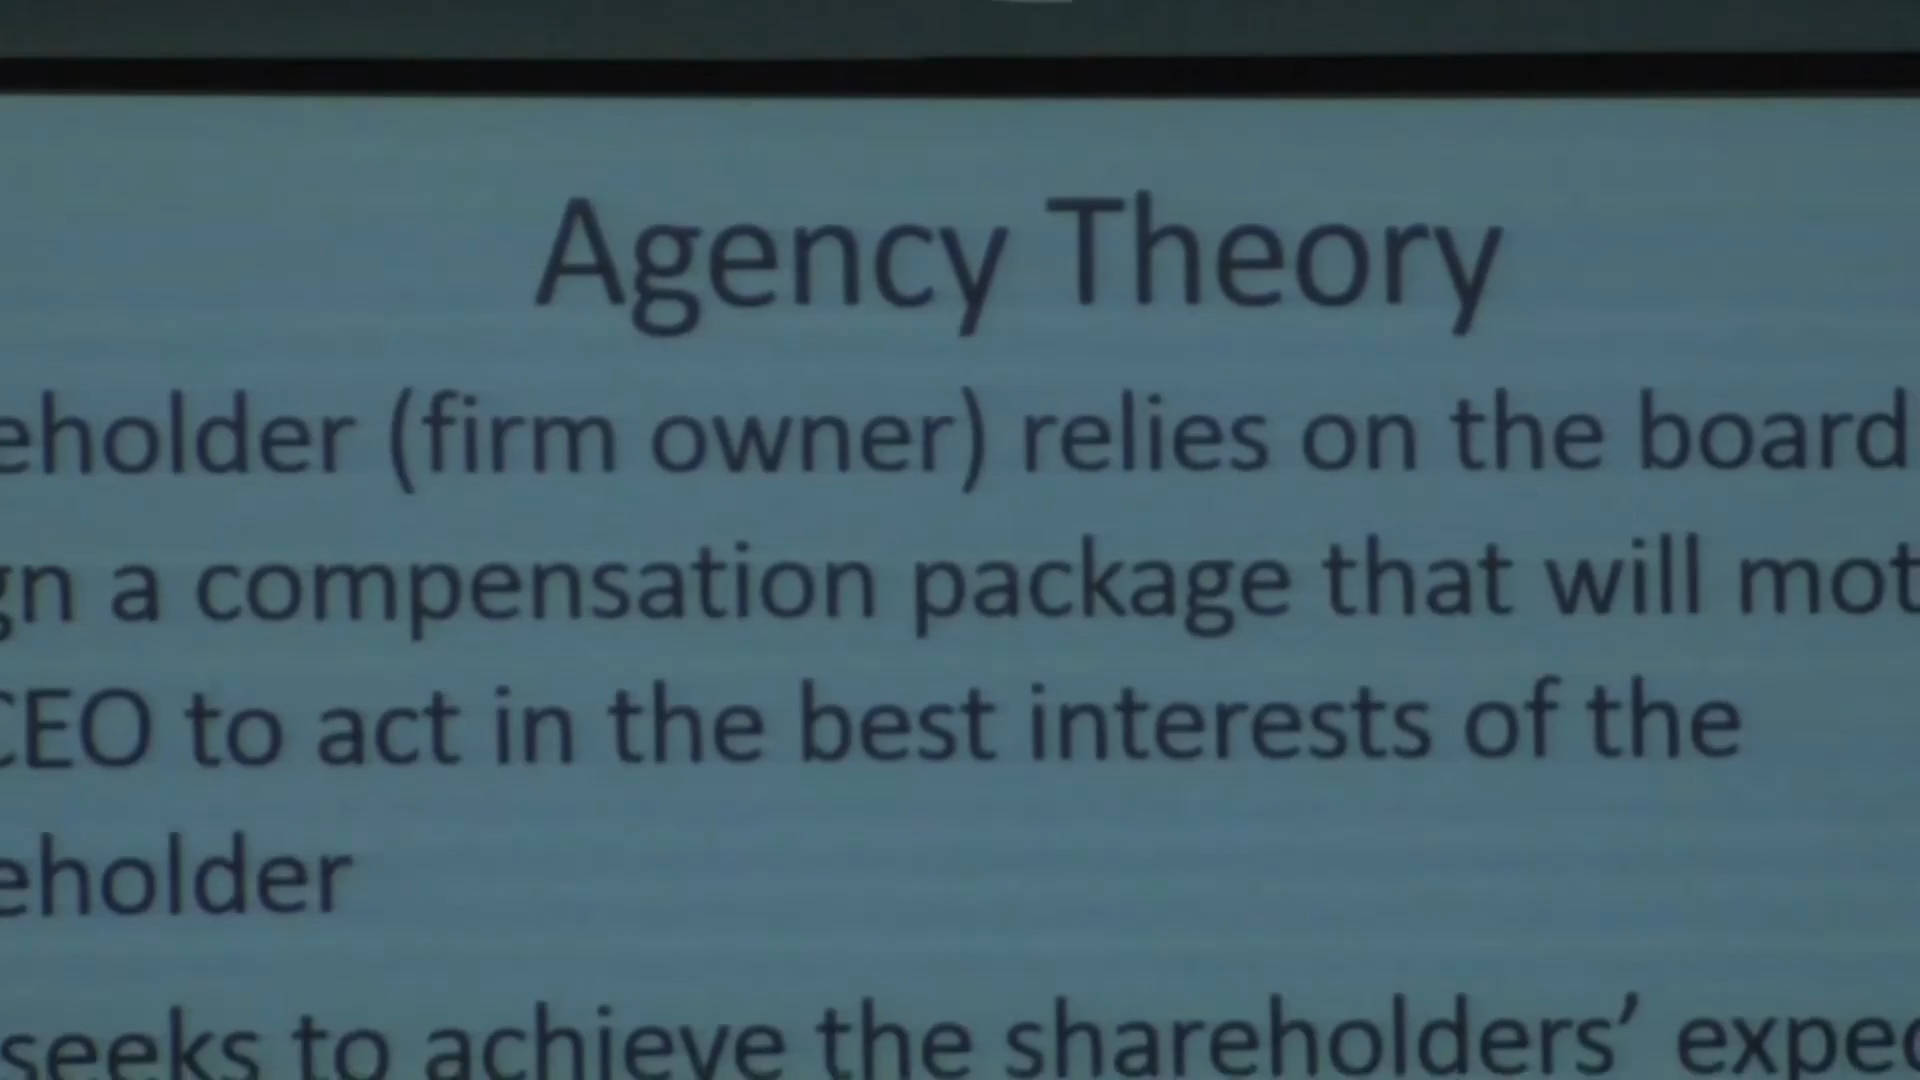 Agency Theory
eholder (firm owner) relies on the board
gn a compensation package that will mot
CEO to act in the best interests of the
eholder
seeks to achieve the shareholders’ expec